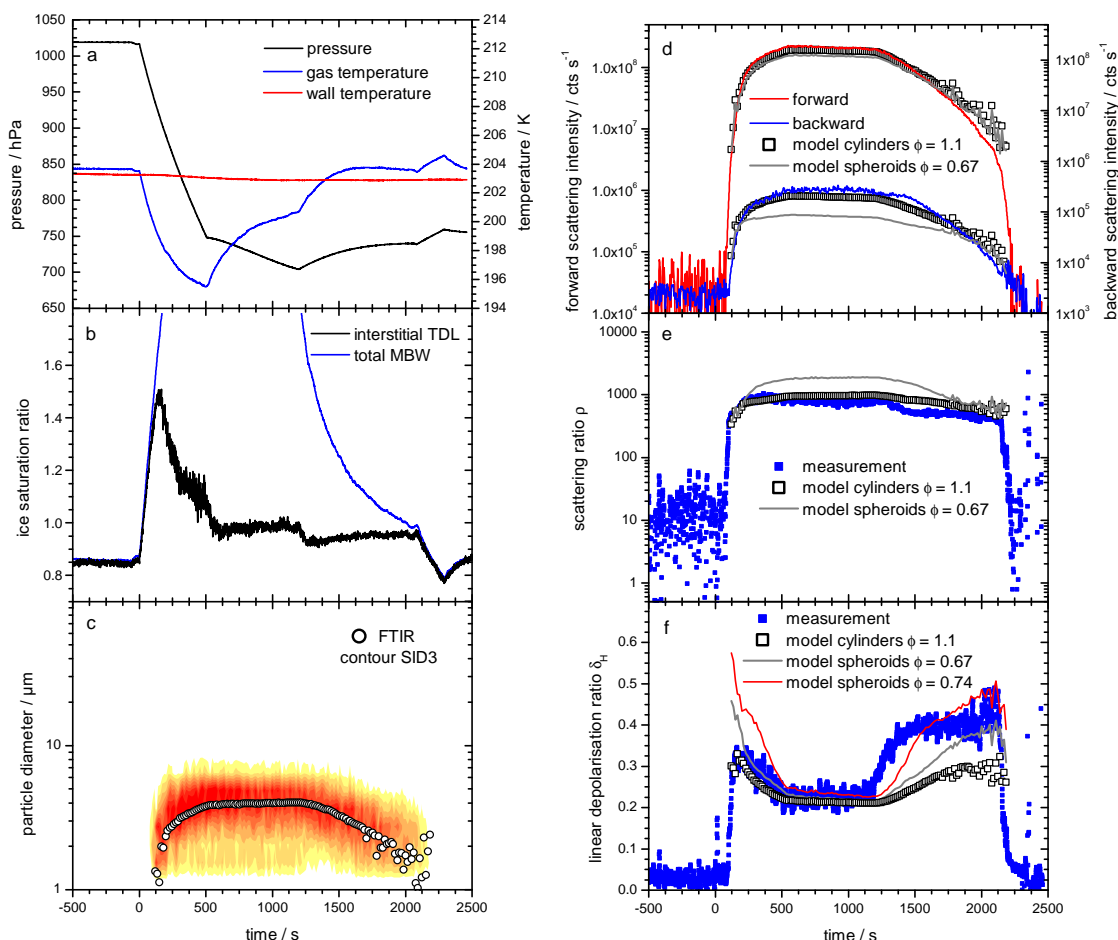 a
pressure
gas temperature
wall temperature
pressure / hPa
1050
1000
950
900
850
800
750
700
650
temperature / K
214
212
210
208
206
204
202
200
198
196
194
b
interstitial TDL
total MBW
ice saturation ratio
1.6
1.4
1.2
1.0
0.8
c
FTIR
contour SID3
particle diameter / µm
10
1
-500 0 500 1000 1500 2000 2500
time / s
d
forward
backward
model cylinders ϕ = 1.1
model spheroids ϕ = 0.67
forward scattering intensity / cts s⁻¹
1.0x10⁸
1.0x10⁷
1.0x10⁶
1.0x10⁵
1.0x10⁴
backward scattering intensity / cts s⁻¹
1x10⁸
1x10⁷
1x10⁶
1x10⁵
1x10⁴
1x10³
e
measurement
model cylinders ϕ = 1.1
model spheroids ϕ = 0.67
scattering ratio ρ
10000
1000
100
10
1
f
measurement
model cylinders ϕ = 1.1
model spheroids ϕ = 0.67
model spheroids ϕ = 0.74
linear depolarisation ratio δ_H
0.6
0.5
0.4
0.3
0.2
0.1
0.0
-500 0 500 1000 1500 2000 2500
time / s